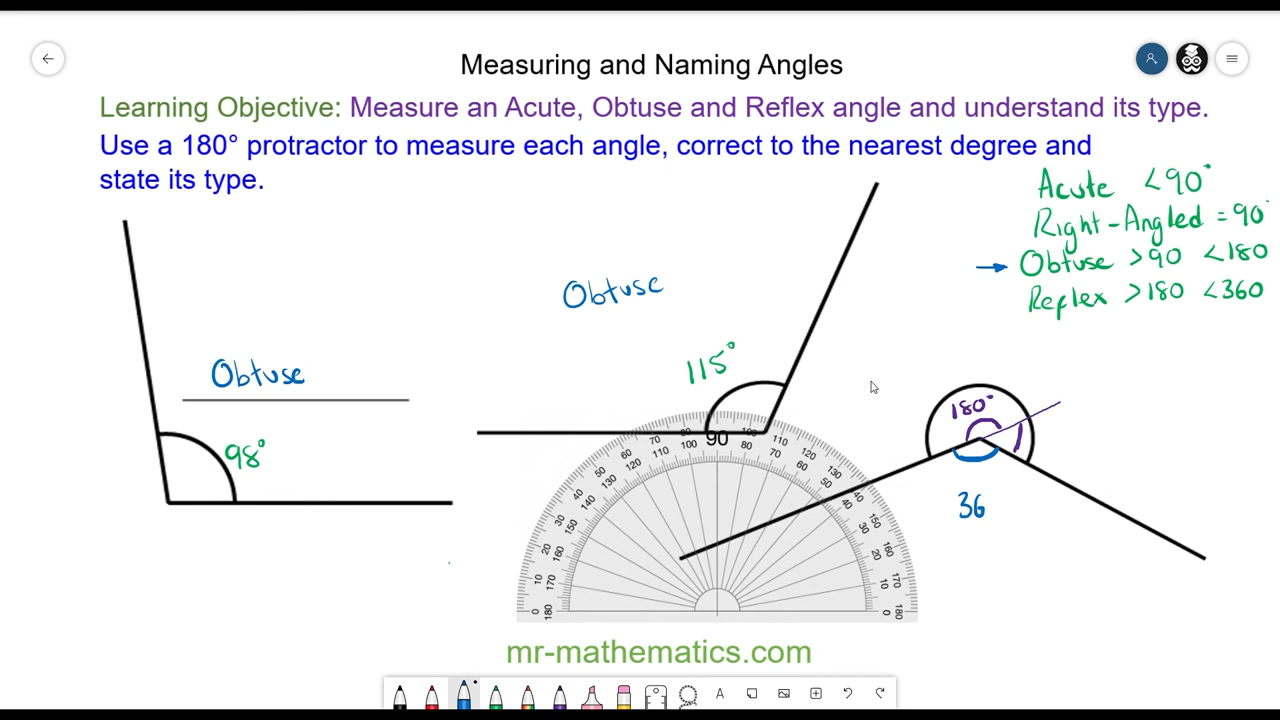 Measuring and Naming Angles
Learning Objective: Measure an Acute, Obtuse and Reflex angle and understand its type.
Use a 180° protractor to measure each angle, correct to the nearest degree and
state its type.
Acute <90°
Right-Angled = 90°
Obtuse >90 <180
Reflex >180 <360
Obtuse
98°
Obtuse
115°
180°
36
90
mr-mathematics.com
A